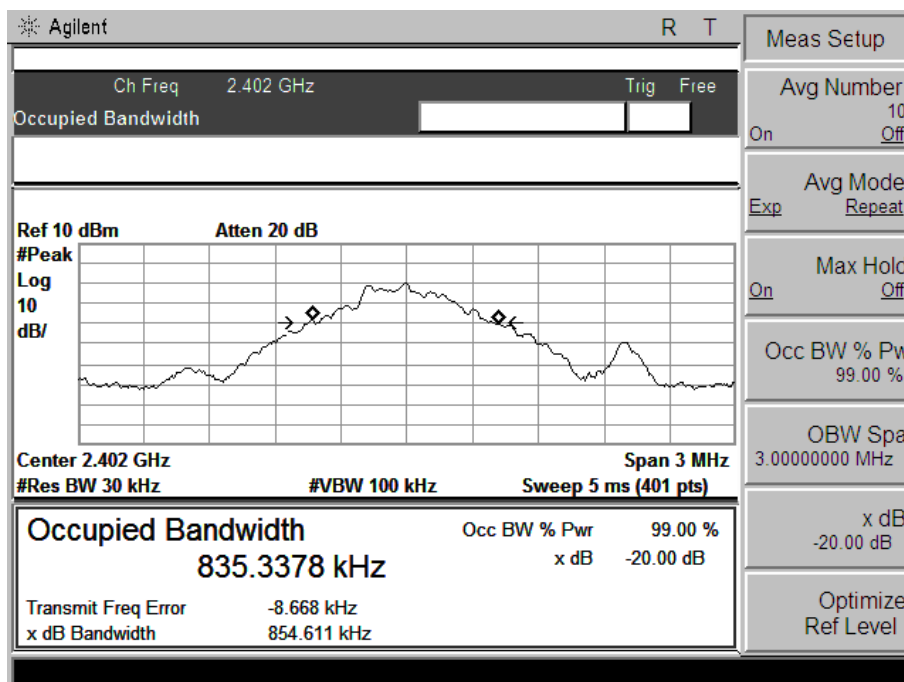 Agilent R T
Ch Freq 2.402 GHz Trig Free
Occupied Bandwidth
Ref 10 dBm Atten 20 dB
#Peak
Log
10
dB/
Center 2.402 GHz Span 3 MHz
#Res BW 30 kHz #VBW 100 kHz Sweep 5 ms (401 pts)
Occupied Bandwidth
835.3378 kHz
Occ BW % Pwr 99.00 %
x dB -20.00 dB
Transmit Freq Error -8.668 kHz
x dB Bandwidth 854.611 kHz
Meas Setup
Avg Number
10
On Off
Avg Mode
Exp Repeat
Max Hold
On Off
Occ BW % Pw
99.00 %
OBW Spa
3.00000000 MHz
x dB
-20.00 dB
Optimize
Ref Level